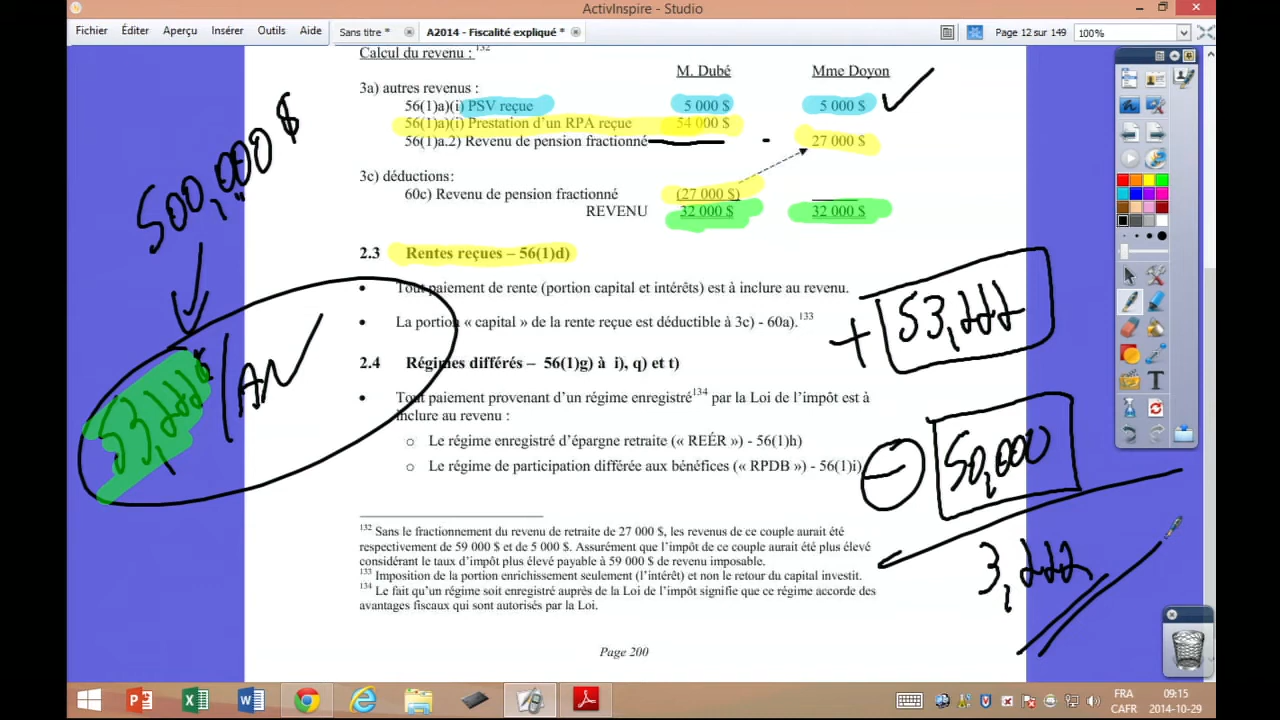 ActivInspire - Studio
Fichier Éditer Aperçu Insérer Outils Aide
Sans titre *
A2014 - Fiscalité expliqué *
Page 12 sur 149
100%
Calcul du revenu : 132
M. Dubé Mme Doyon
3a) autres revenus :
56(1)a)(i) PSV reçue 5 000 $ 5 000 $
56(1)a)(i) Prestation d'un RPA reçue 54 000 $
56(1)a.2) Revenu de pension fractionné - 27 000 $
3c) déductions:
60c) Revenu de pension fractionné (27 000 $)
REVENU 32 000 $ 32 000 $
500,000 $
53,222 $ / AN
2.3 Rentes reçues – 56(1)d)
• Tout paiement de rente (portion capital et intérêts) est à inclure au revenu.
• La portion « capital » de la rente reçue est déductible à 3c) - 60a).133
2.4 Régimes différés – 56(1)g) à i), q) et t)
• Tout paiement provenant d'un régime enregistré134 par la Loi de l'impôt est à
inclure au revenu :
o Le régime enregistré d'épargne retraite (« REÉR ») - 56(1)h)
o Le régime de participation différée aux bénéfices (« RPDB ») - 56(1)i)
+ 53,222
- 50,000
3,222
132 Sans le fractionnement du revenu de retraite de 27 000 $, les revenus de ce couple aurait été
respectivement de 59 000 $ et de 5 000 $. Assurément que l'impôt de ce couple aurait été plus élevé
considérant le taux d'impôt plus élevé payable à 59 000 $ de revenu imposable.
133 Imposition de la portion enrichissement seulement (l'intérêt) et non le retour du capital investit.
134 Le fait qu'un régime soit enregistré auprès de la Loi de l'impôt signifie que ce régime accorde des
avantages fiscaux qui sont autorisés par la Loi.
Page 200
FRA
CAFR
09:15
2014-10-29